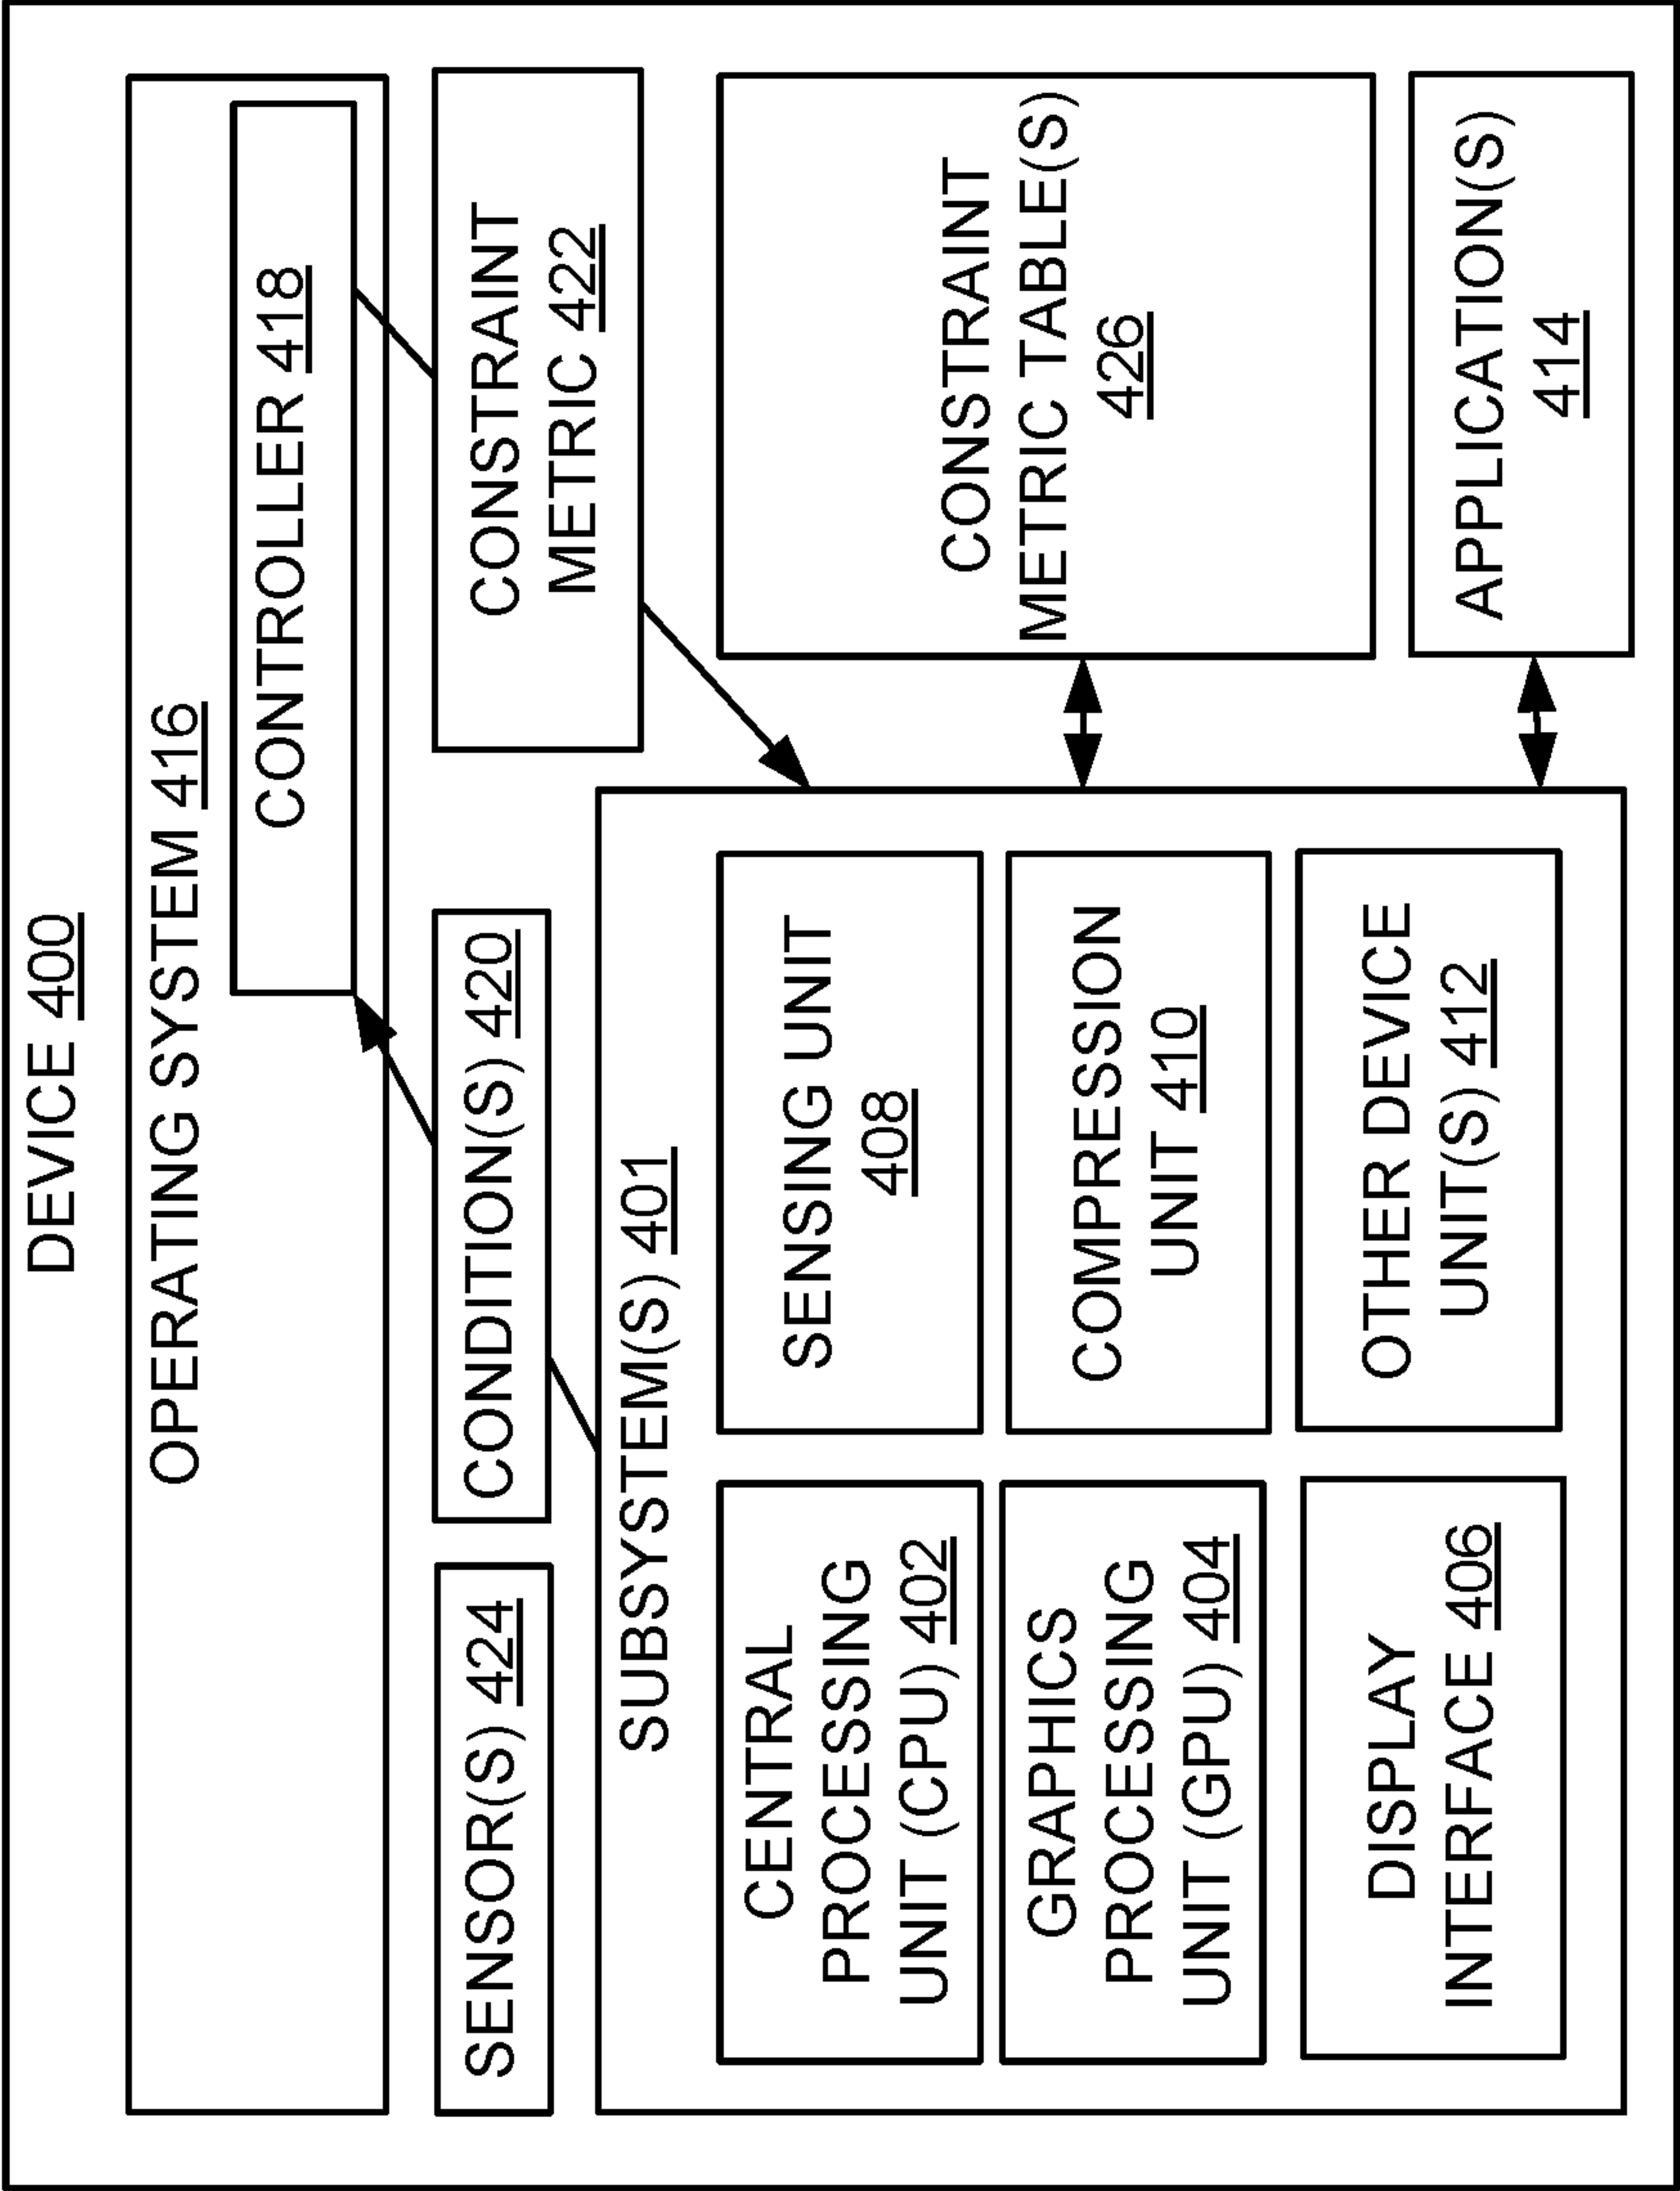 DEVICE 400
OPERATING SYSTEM 416
CONTROLLER 418
SENSOR(S) 424
CONDITION(S) 420
CONSTRAINT
METRIC 422
SUBSYSTEM(S) 401
CENTRAL
PROCESSING
UNIT (CPU) 402
SENSING UNIT
408
GRAPHICS
PROCESSING
UNIT (GPU) 404
COMPRESSION
UNIT 410
DISPLAY
INTERFACE 406
OTHER DEVICE
UNIT(S) 412
CONSTRAINT
METRIC TABLE(S)
426
APPLICATION(S)
414